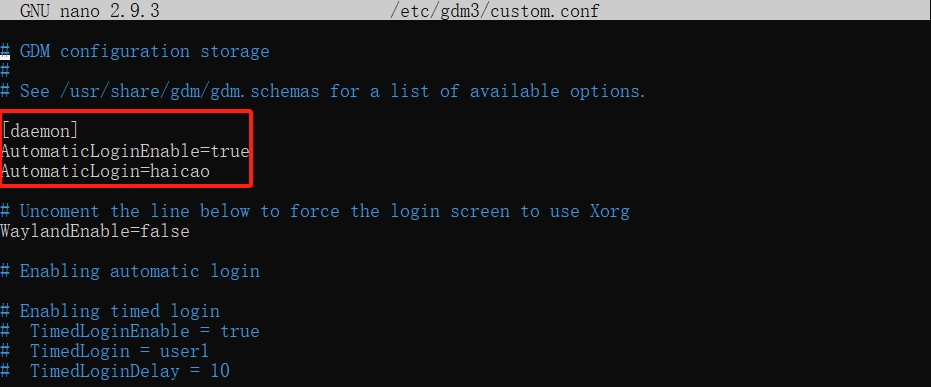 GNU nano 2.9.3 /etc/gdm3/custom.conf
# GDM configuration storage
#
# See /usr/share/gdm/gdm.schemas for a list of available options.
[daemon]
AutomaticLoginEnable=true
AutomaticLogin=haicao
# Uncoment the line below to force the login screen to use Xorg
WaylandEnable=false
# Enabling automatic login
# Enabling timed login
#  TimedLoginEnable = true
#  TimedLogin = user1
#  TimedLoginDelay = 10